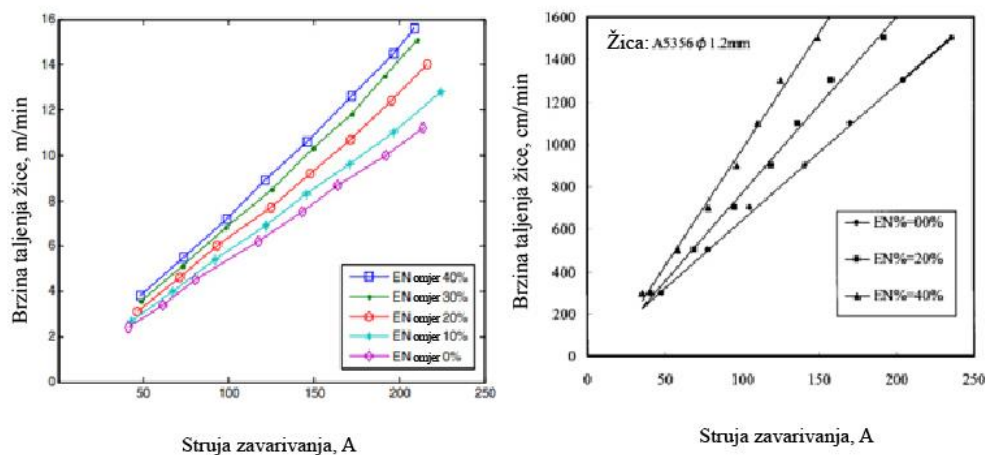 Brzina taljenja žice, m/min
16
14
12
10
8
6
4
2
0
50
100
150
200
250
EN omjer 40%
EN omjer 30%
EN omjer 20%
EN omjer 10%
EN omjer 0%
Struja zavarivanja, A
Brzina taljenja žice, cm/min
1600
1400
1200
1000
800
600
400
200
0
0
50
100
150
200
250
Žica: A5356 ϕ 1.2mm
EN%=00%
EN%=20%
EN%=40%
Struja zavarivanja, A